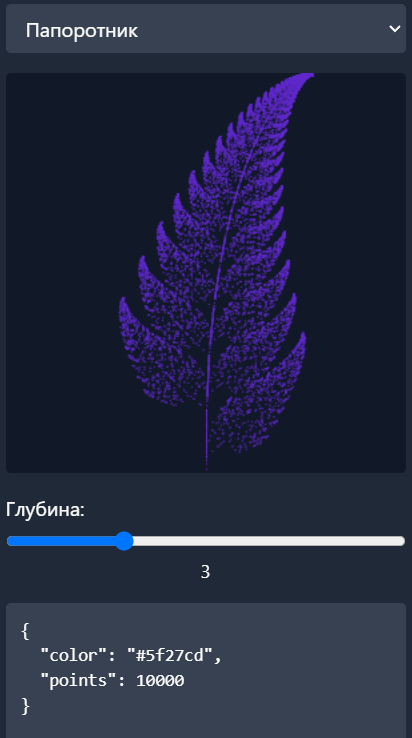 Папоротник
Глубина:
3
{
  "color": "#5f27cd",
  "points": 10000
}